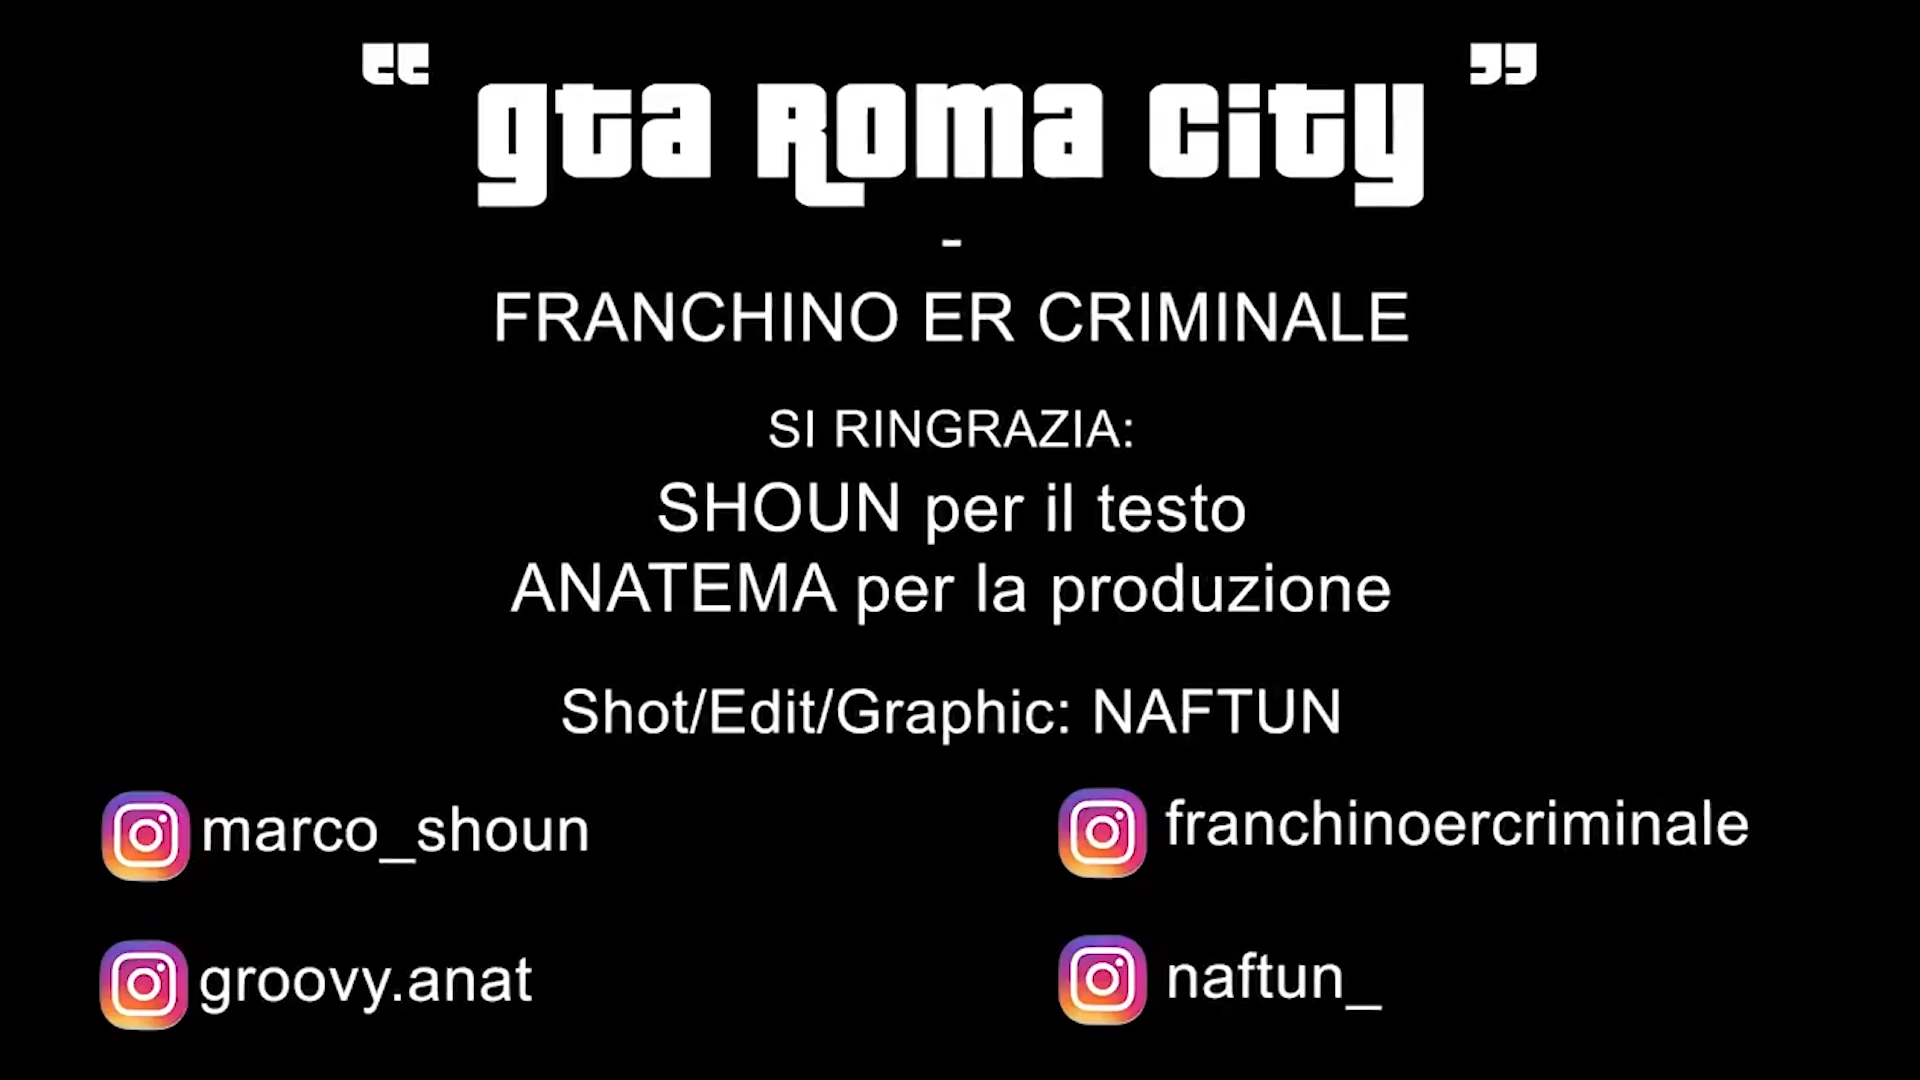 “ gta Roma City ”
-
FRANCHINO ER CRIMINALE
SI RINGRAZIA:
SHOUN per il testo
ANATEMA per la produzione
Shot/Edit/Graphic: NAFTUN
marco_shoun
franchinoercriminale
groovy.anat
naftun_